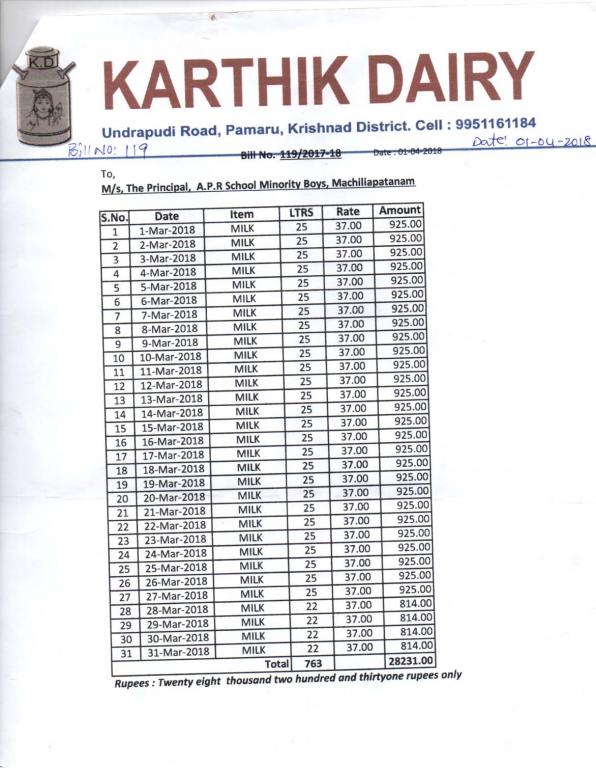 K.D
KARTHIK DAIRY
Undrapudi Road, Pamaru, Krishnad District. Cell : 9951161184
Bill No: 119
Date: 01-04-2018
Bill No. 119/2017-18 Date : 01-04-2018
To,
M/s, The Principal, A.P.R School Minority Boys, Machiliapatanam
S.No. Date Item LTRS Rate Amount
1 1-Mar-2018 MILK 25 37.00 925.00
2 2-Mar-2018 MILK 25 37.00 925.00
3 3-Mar-2018 MILK 25 37.00 925.00
4 4-Mar-2018 MILK 25 37.00 925.00
5 5-Mar-2018 MILK 25 37.00 925.00
6 6-Mar-2018 MILK 25 37.00 925.00
7 7-Mar-2018 MILK 25 37.00 925.00
8 8-Mar-2018 MILK 25 37.00 925.00
9 9-Mar-2018 MILK 25 37.00 925.00
10 10-Mar-2018 MILK 25 37.00 925.00
11 11-Mar-2018 MILK 25 37.00 925.00
12 12-Mar-2018 MILK 25 37.00 925.00
13 13-Mar-2018 MILK 25 37.00 925.00
14 14-Mar-2018 MILK 25 37.00 925.00
15 15-Mar-2018 MILK 25 37.00 925.00
16 16-Mar-2018 MILK 25 37.00 925.00
17 17-Mar-2018 MILK 25 37.00 925.00
18 18-Mar-2018 MILK 25 37.00 925.00
19 19-Mar-2018 MILK 25 37.00 925.00
20 20-Mar-2018 MILK 25 37.00 925.00
21 21-Mar-2018 MILK 25 37.00 925.00
22 22-Mar-2018 MILK 25 37.00 925.00
23 23-Mar-2018 MILK 25 37.00 925.00
24 24-Mar-2018 MILK 25 37.00 925.00
25 25-Mar-2018 MILK 25 37.00 925.00
26 26-Mar-2018 MILK 25 37.00 925.00
27 27-Mar-2018 MILK 25 37.00 925.00
28 28-Mar-2018 MILK 22 37.00 814.00
29 29-Mar-2018 MILK 22 37.00 814.00
30 30-Mar-2018 MILK 22 37.00 814.00
31 31-Mar-2018 MILK 22 37.00 814.00
Total 763 28231.00
Rupees : Twenty eight thousand two hundred and thirtyone rupees only